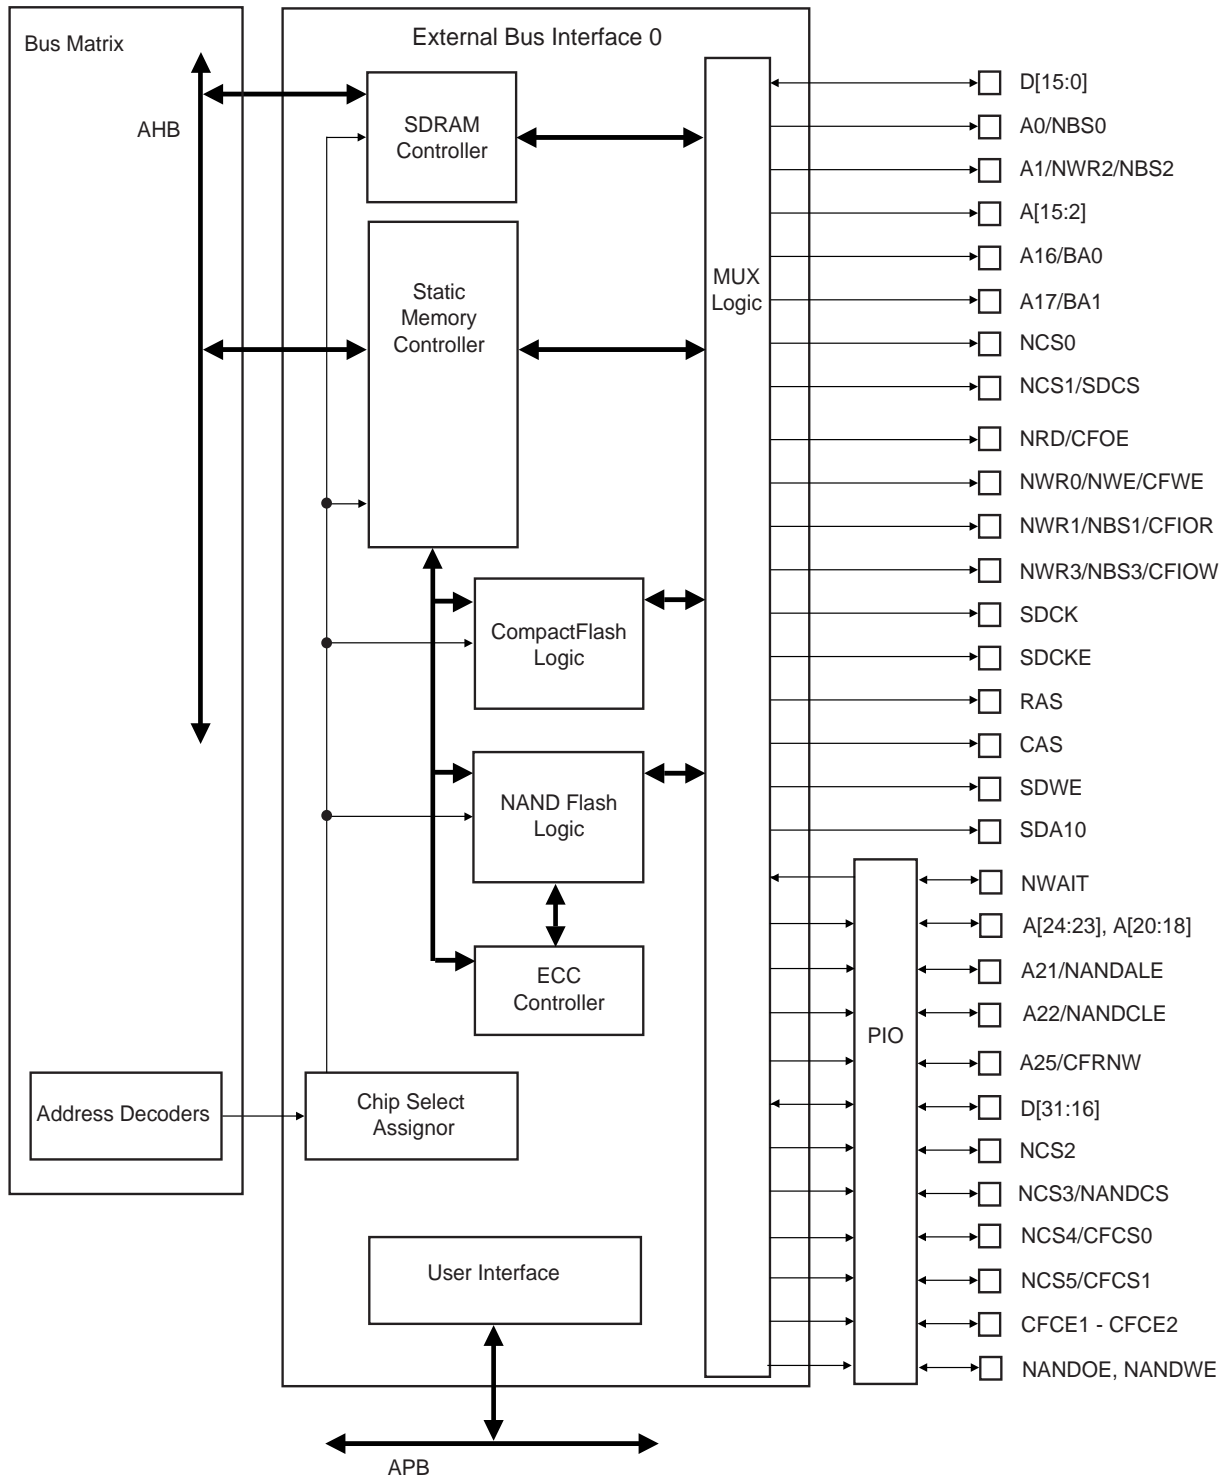 Bus Matrix
External Bus Interface 0
AHB
SDRAM
Controller
Static
Memory
Controller
CompactFlash
Logic
NAND Flash
Logic
ECC
Controller
Address Decoders
Chip Select
Assignor
User Interface
APB
MUX
Logic
PIO
D[15:0]
A0/NBS0
A1/NWR2/NBS2
A[15:2]
A16/BA0
A17/BA1
NCS0
NCS1/SDCS
NRD/CFOE
NWR0/NWE/CFWE
NWR1/NBS1/CFIOR
NWR3/NBS3/CFIOW
SDCK
SDCKE
RAS
CAS
SDWE
SDA10
NWAIT
A[24:23], A[20:18]
A21/NANDALE
A22/NANDCLE
A25/CFRNW
D[31:16]
NCS2
NCS3/NANDCS
NCS4/CFCS0
NCS5/CFCS1
CFCE1 - CFCE2
NANDOE, NANDWE